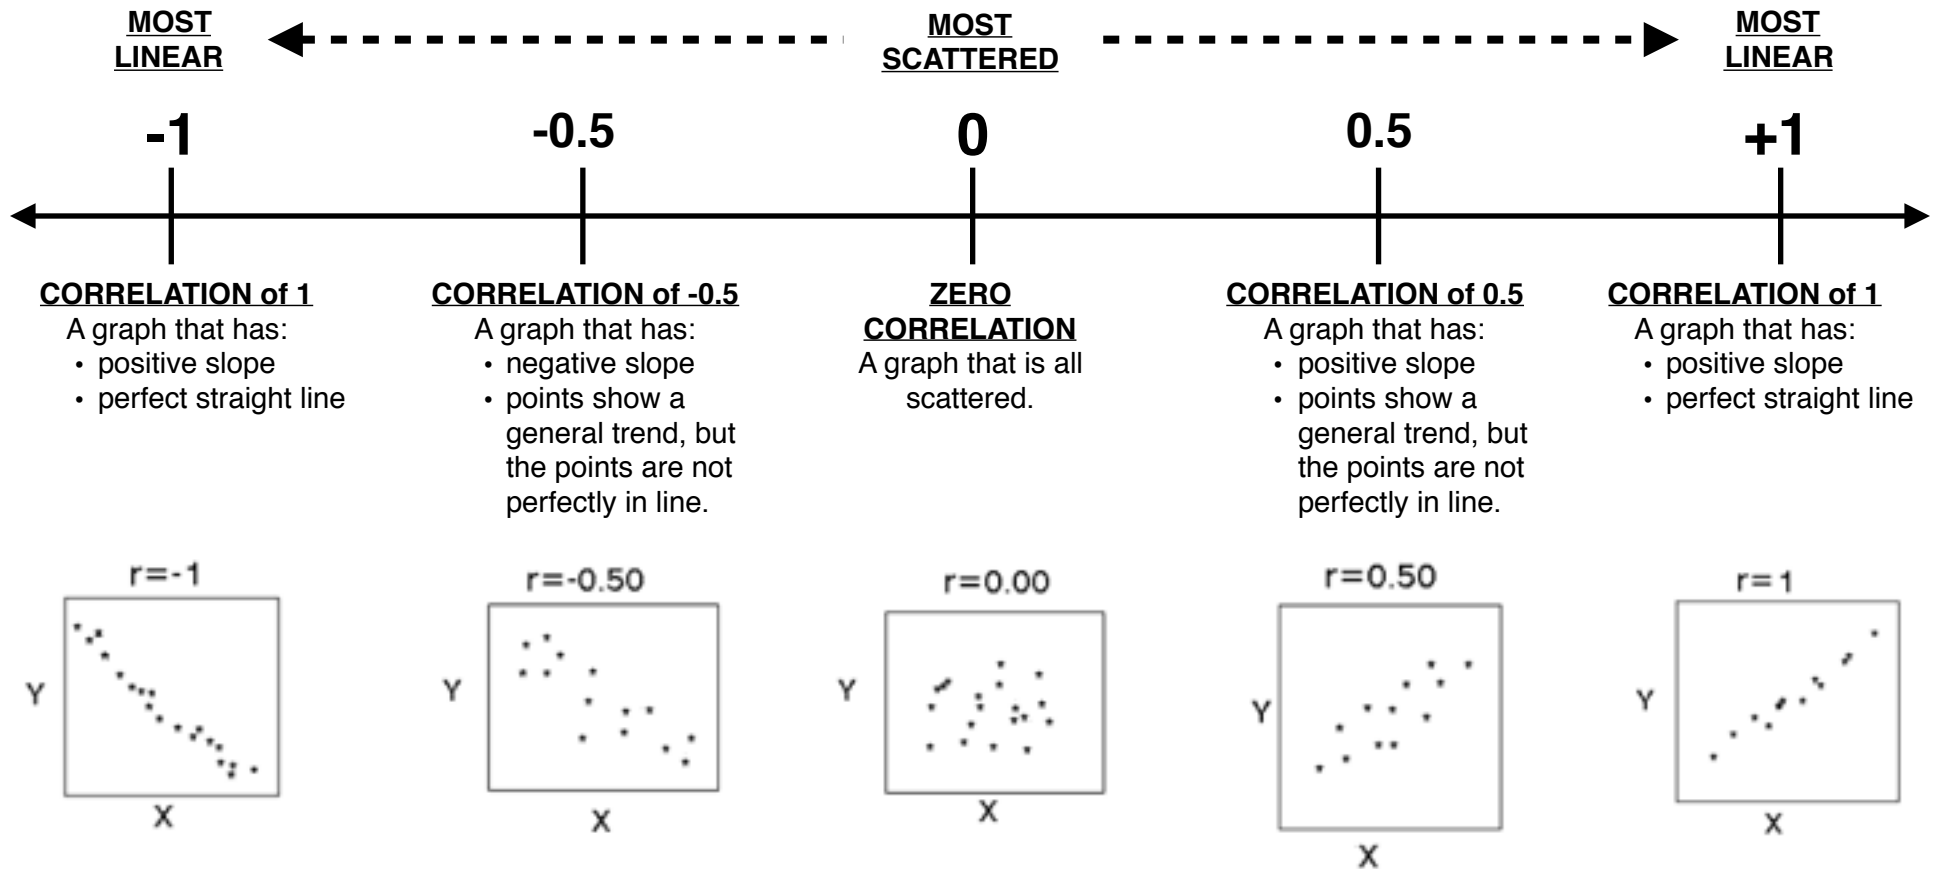 MOST
LINEAR
MOST
SCATTERED
MOST
LINEAR
-1
-0.5
0
0.5
+1
CORRELATION of 1
A graph that has:
• positive slope
• perfect straight line
CORRELATION of -0.5
A graph that has:
• negative slope
• points show a
general trend, but
the points are not
perfectly in line.
ZERO
CORRELATION
A graph that is all
scattered.
CORRELATION of 0.5
A graph that has:
• positive slope
• points show a
general trend, but
the points are not
perfectly in line.
CORRELATION of 1
A graph that has:
• positive slope
• perfect straight line
r=-1
Y
X
r=-0.50
Y
X
r=0.00
Y
X
r=0.50
Y
X
r=1
Y
X